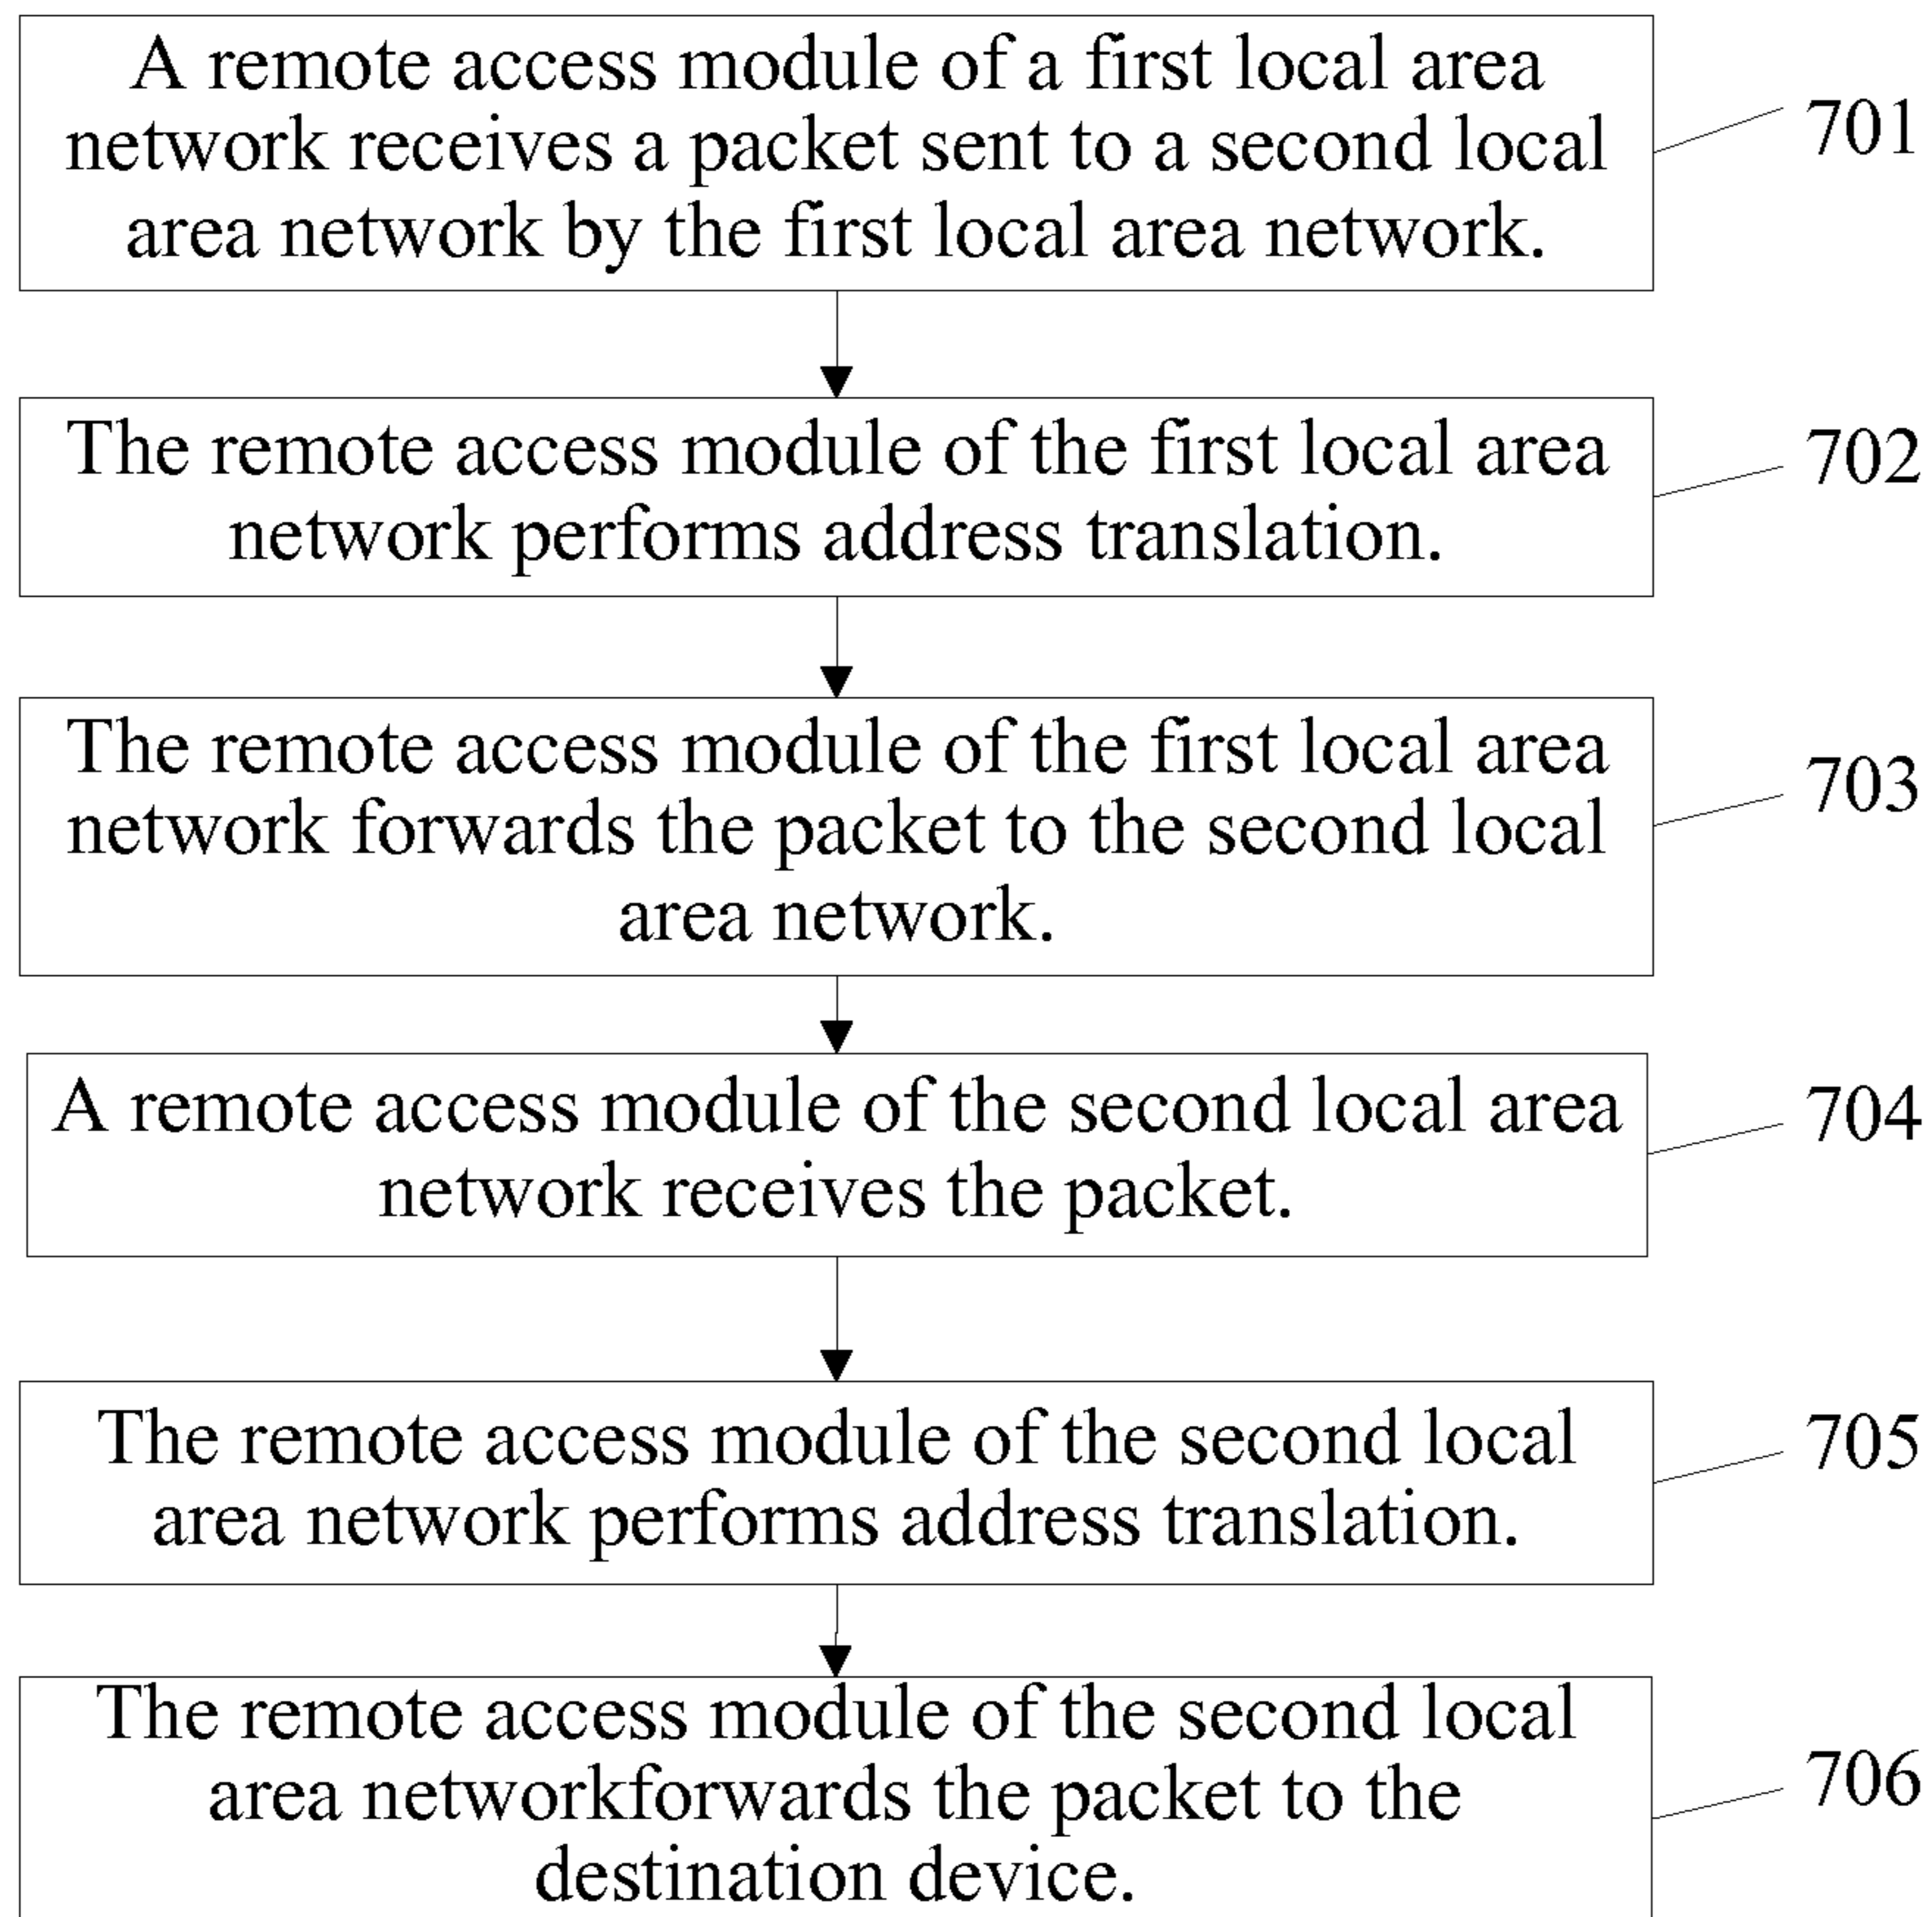 A remote access module of a first local area
network receives a packet sent to a second local
area network by the first local area network.
701
The remote access module of the first local area
network performs address translation.
702
The remote access module of the first local area
network forwards the packet to the second local
area network.
703
A remote access module of the second local area
network receives the packet.
704
The remote access module of the second local
area network performs address translation.
705
The remote access module of the second local
area networkforwards the packet to the
destination device.
706